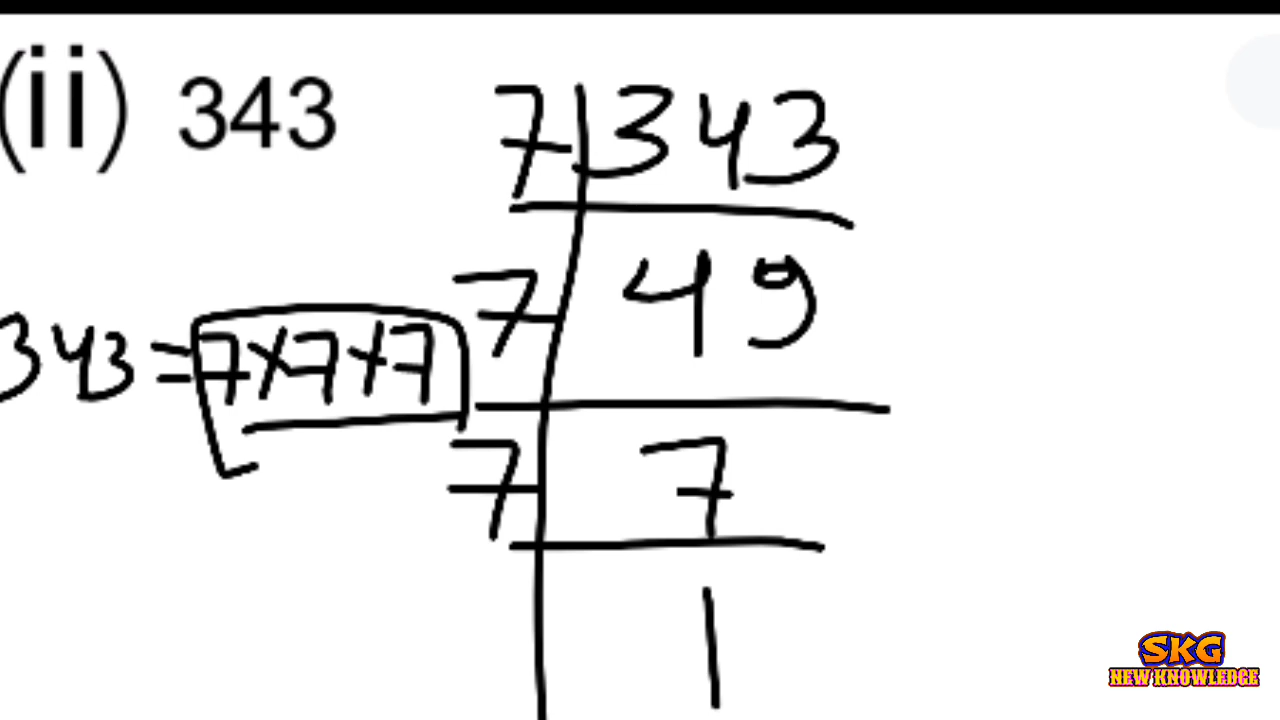 (ii) 343
7 343
7 49
343 = 7×7×7
7 7
1
SKG
NEW KNOWLEDGE